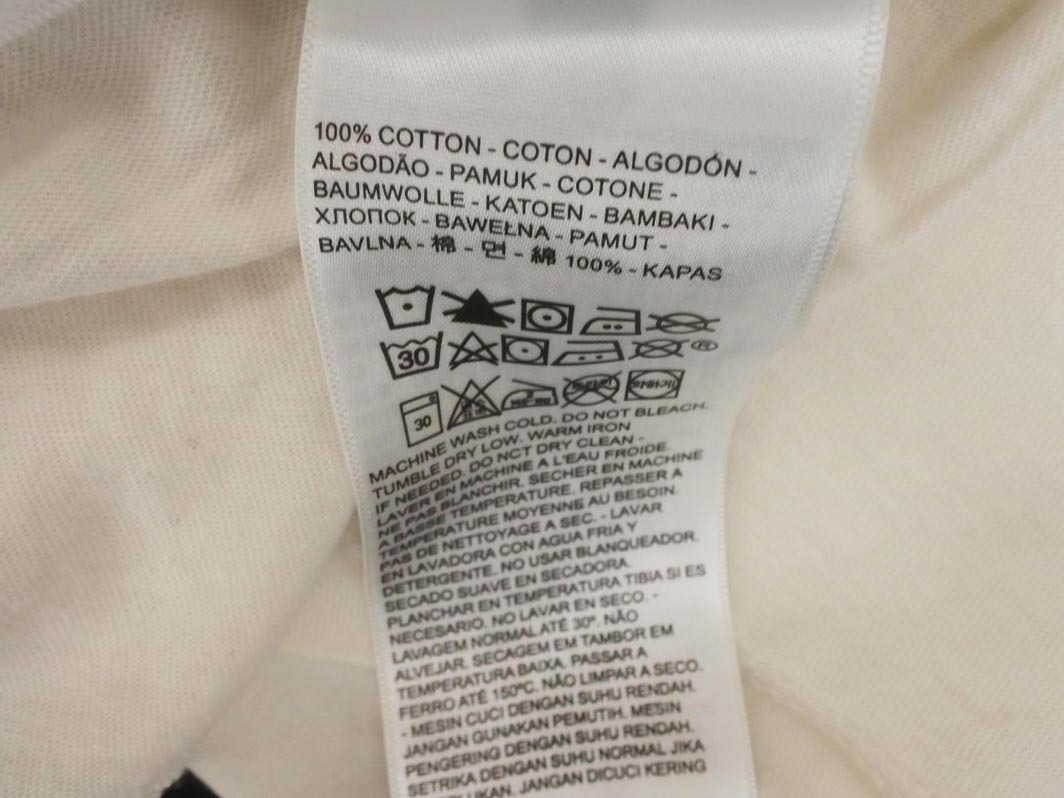 100% COTTON - COTON - ALGODÓN -
ALGODÃO - PAMUK - COTONE -
BAUMWOLLE - KATOEN - BAMBAKI -
ХЛОПОК - BAWEŁNA - PAMUT -
BAVLNA - 棉 - 면 - 綿 100% - KAPAS
30 ®
30
MACHINE WASH COLD. DO NOT BLEACH.
TUMBLE DRY LOW. WARM IRON
IF NEEDED. DO NCT DRY CLEAN -
LAVER EN MACHINE A L'EAU FROIDE.
NE PAS BLANCHIR. SECHER EN MACHINE
A BASSE TEMPERATURE. REPASSER A
TEMPERATURE MOYENNE AU BESOIN.
PAS DE NETTOYAGE A SEC. - LAVAR
EN LAVADORA CON AGUA FRIA Y
DETERGENTE. NO USAR BLANQUEADOR.
SECADO SUAVE EN SECADORA.
PLANCHAR EN TEMPERATURA TIBIA SI ES
NECESARIO. NO LAVAR EN SECO. -
LAVAGEM NORMAL ATÉ 30º. NÃO
ALVEJAR. SECAGEM EM TAMBOR EM
TEMPERATURA BAIXA. PASSAR A
FERRO ATÉ 150ºC. NÃO LIMPAR A SECO.
- MESIN CUCI DENGAN SUHU RENDAH.
JANGAN GUNAKAN PEMUTIH. MESIN
PENGERING DENGAN SUHU RENDAH.
SETRIKA DENGAN SUHU NORMAL JIKA
JANGAN DICUCI KERING